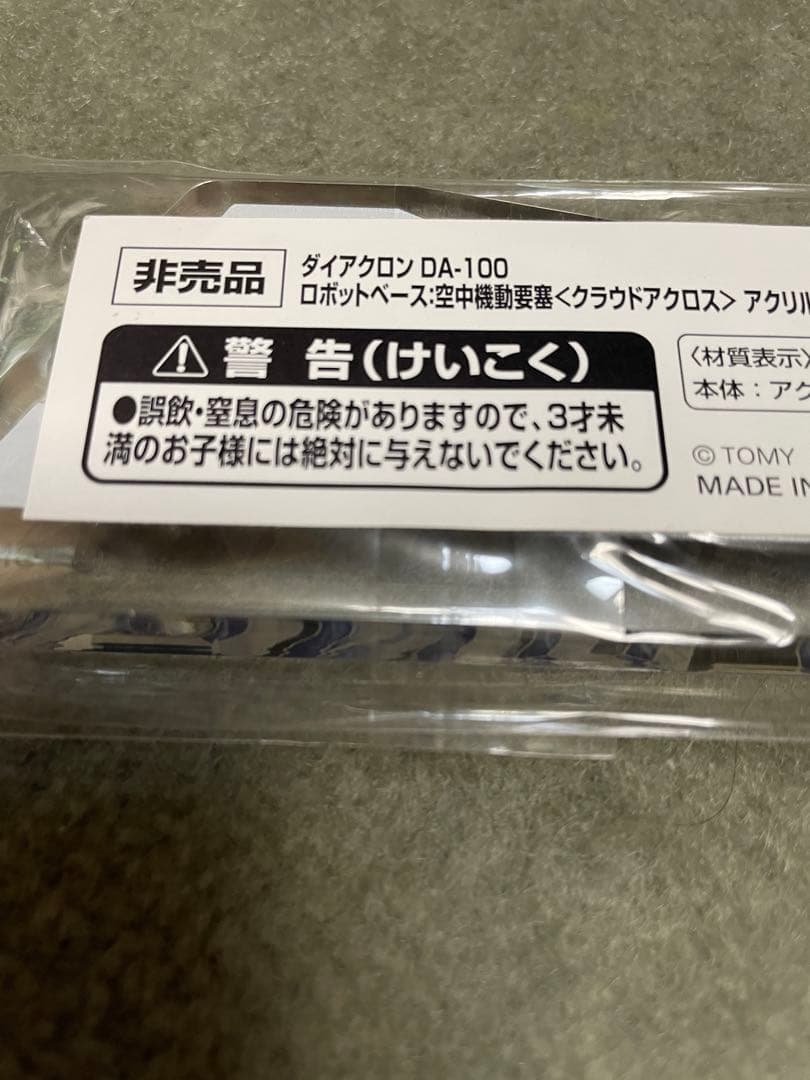 非売品
ダイアクロン DA-100
ロボットベース:空中機動要塞<クラウドアクロス> アクリル
警 告(けいこく)
●誤飲・窒息の危険がありますので、3才未
満のお子様には絶対に与えないでください。
〈材質表示〉
本体:アク
© TOMY
MADE IN